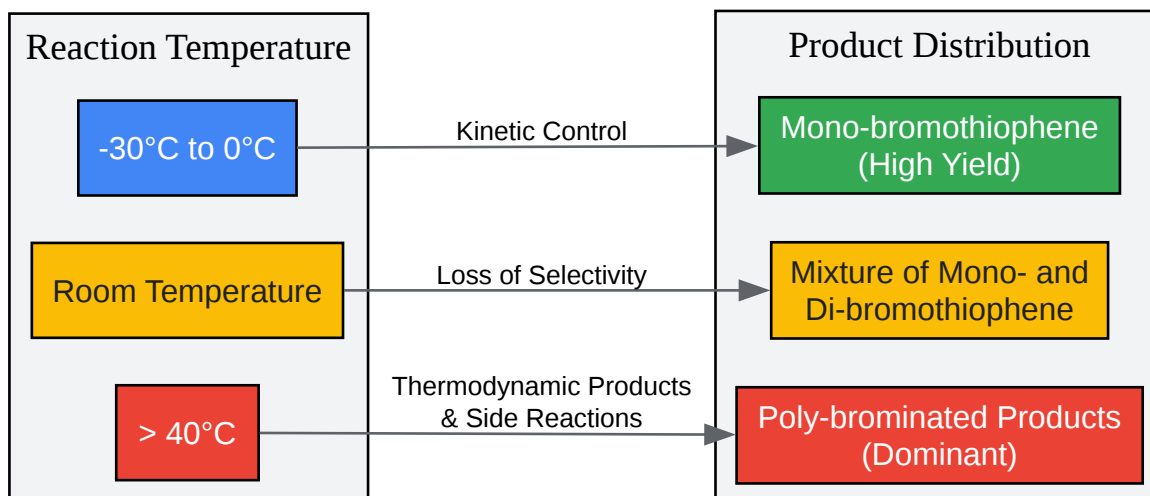 Reaction Temperature
Product Distribution
-30°C to 0°C
Kinetic Control
Mono-bromothiophene
(High Yield)
Room Temperature
Loss of Selectivity
Mixture of Mono- and
Di-bromothiophene
> 40°C
Thermodynamic Products
& Side Reactions
Poly-brominated Products
(Dominant)